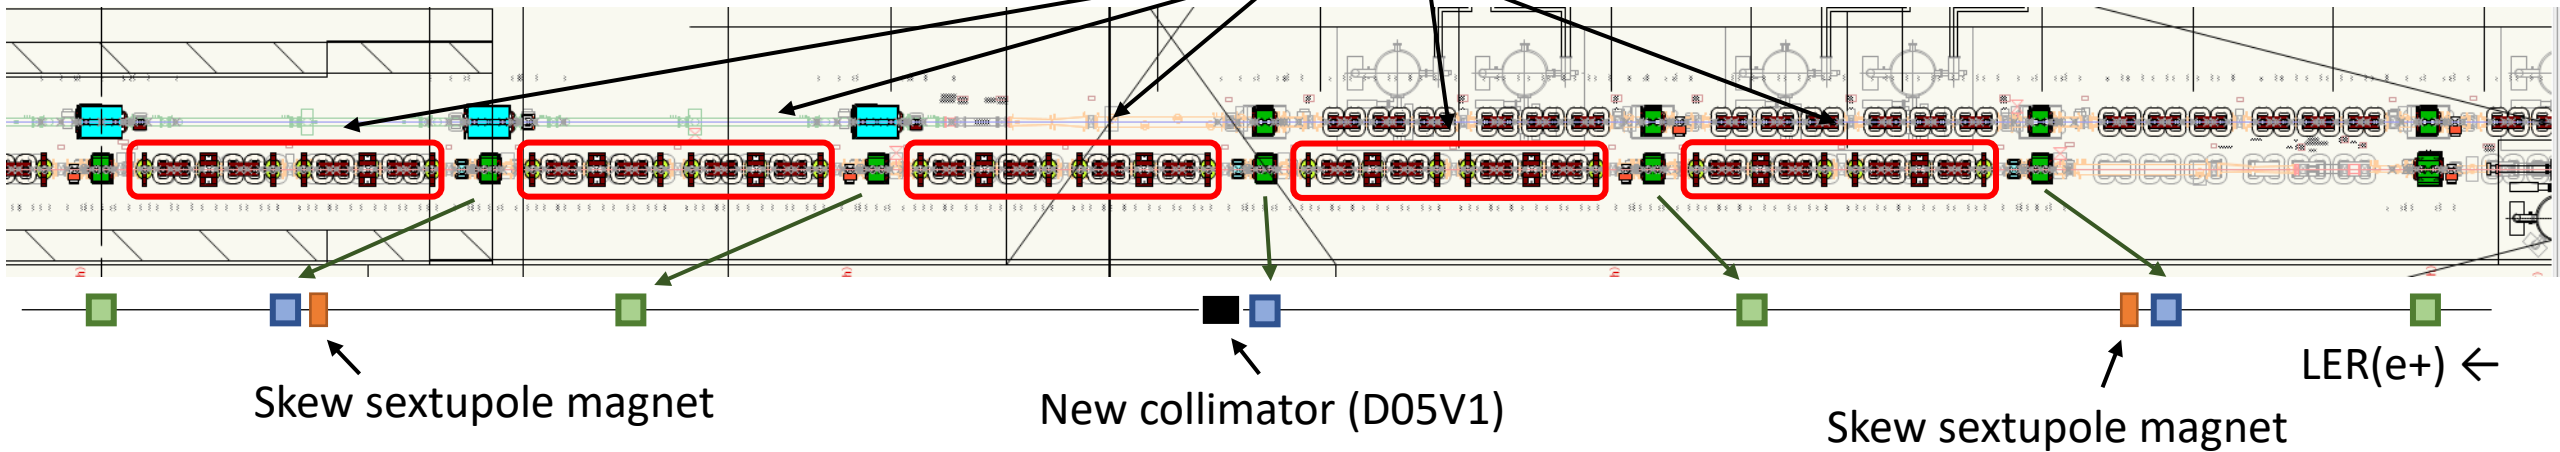 LER(e+) ←
Skew sextupole magnet
New collimator (D05V1)
Skew sextupole magnet